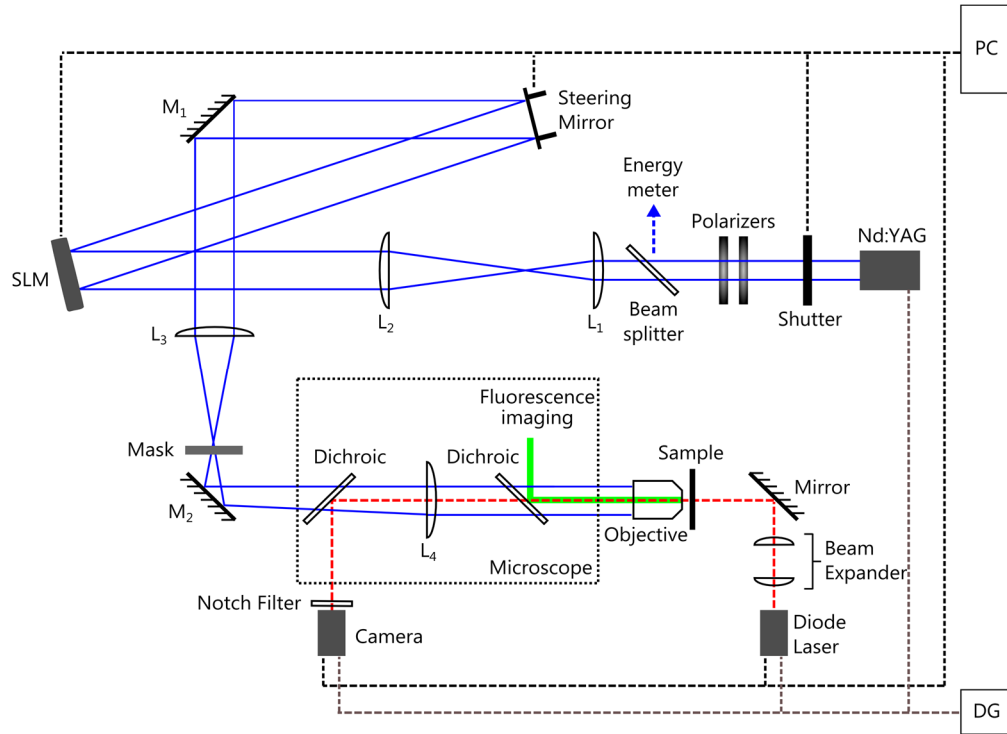 PC
M1
Steering
Mirror
Energy
meter
Polarizers
Nd:YAG
SLM
L2
L1
Beam
splitter
Shutter
L3
Fluorescence
imaging
Mask
Dichroic
Dichroic
Sample
Mirror
M2
L4
Objective
Beam
Expander
Microscope
Notch Filter
Camera
Diode
Laser
DG